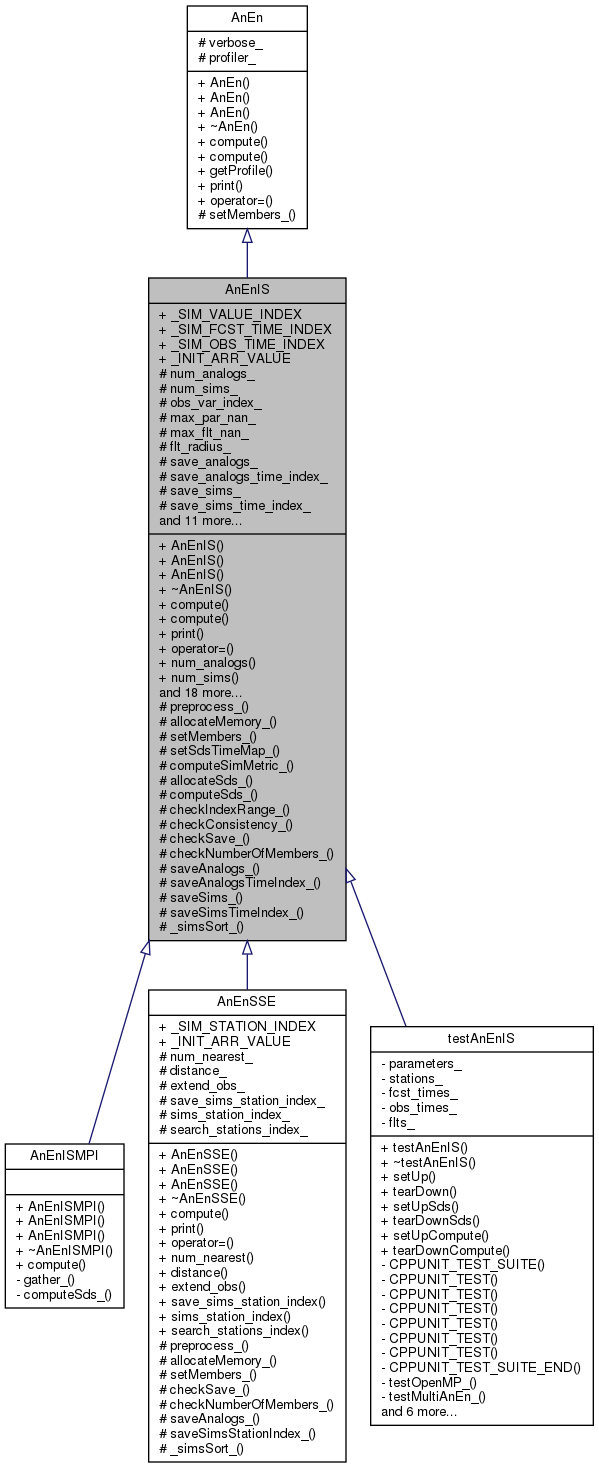 AnEn
# verbose_
# profiler_
+ AnEn()
+ AnEn()
+ AnEn()
+ ~AnEn()
+ compute()
+ compute()
+ getProfile()
+ print()
+ operator=()
# setMembers_()
AnEnIS
+ _SIM_VALUE_INDEX
+ _SIM_FCST_TIME_INDEX
+ _SIM_OBS_TIME_INDEX
+ _INIT_ARR_VALUE
# num_analogs_
# num_sims_
# obs_var_index_
# max_par_nan_
# max_flt_nan_
# flt_radius_
# save_analogs_
# save_analogs_time_index_
# save_sims_
# save_sims_time_index_
and 11 more...
+ AnEnIS()
+ AnEnIS()
+ AnEnIS()
+ ~AnEnIS()
+ compute()
+ compute()
+ print()
+ operator=()
+ num_analogs()
+ num_sims()
and 18 more...
# preprocess_()
# allocateMemory_()
# setMembers_()
# setSdsTimeMap_()
# computeSimMetric_()
# allocateSds_()
# computeSds_()
# checkIndexRange_()
# checkConsistency_()
# checkSave_()
# checkNumberOfMembers_()
# saveAnalogs_()
# saveAnalogsTimeIndex_()
# saveSims_()
# saveSimsTimeIndex_()
# _simsSort_()
AnEnISMPI
+ AnEnISMPI()
+ AnEnISMPI()
+ AnEnISMPI()
+ ~AnEnISMPI()
+ compute()
- gather_()
- computeSds_()
AnEnSSE
+ _SIM_STATION_INDEX
+ _INIT_ARR_VALUE
# num_nearest_
# distance_
# extend_obs_
# save_sims_station_index_
# sims_station_index_
# search_stations_index_
+ AnEnSSE()
+ AnEnSSE()
+ AnEnSSE()
+ ~AnEnSSE()
+ compute()
+ print()
+ operator=()
+ num_nearest()
+ distance()
+ extend_obs()
+ save_sims_station_index()
+ sims_station_index()
+ search_stations_index()
# preprocess_()
# allocateMemory_()
# setMembers_()
# checkSave_()
# checkNumberOfMembers_()
# saveAnalogs_()
# saveSimsStationIndex_()
# _simsSort_()
testAnEnIS
- parameters_
- stations_
- fcst_times_
- obs_times_
- flts_
+ testAnEnIS()
+ ~testAnEnIS()
+ setUp()
+ tearDown()
+ setUpSds()
+ tearDownSds()
+ setUpCompute()
+ tearDownCompute()
- CPPUNIT_TEST_SUITE()
- CPPUNIT_TEST()
- CPPUNIT_TEST()
- CPPUNIT_TEST()
- CPPUNIT_TEST()
- CPPUNIT_TEST()
- CPPUNIT_TEST()
- CPPUNIT_TEST_SUITE_END()
- testOpenMP_()
- testMultiAnEn_()
and 6 more...